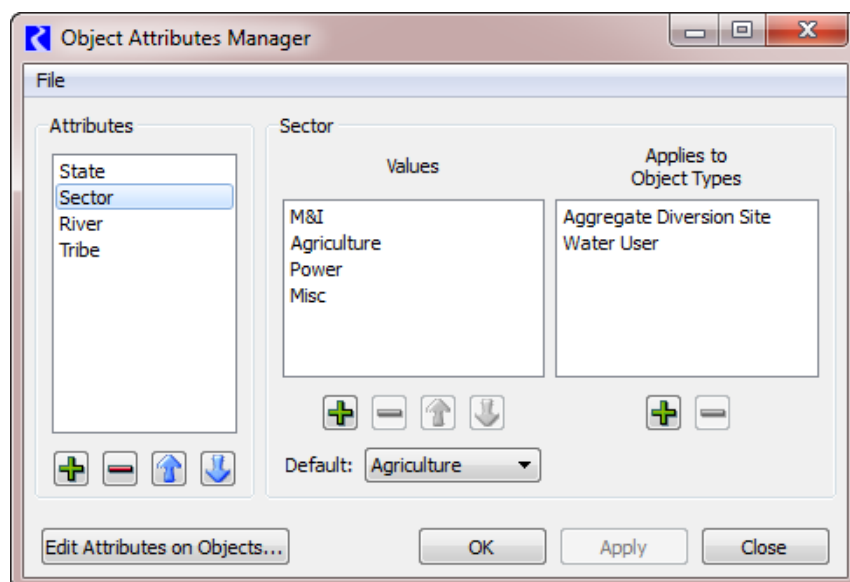 Object Attributes Manager
File
Attributes
State
Sector
River
Tribe
Sector
Values
M&I
Agriculture
Power
Misc
Applies to
Object Types
Aggregate Diversion Site
Water User
Default: Agriculture
Edit Attributes on Objects...
OK
Apply
Close